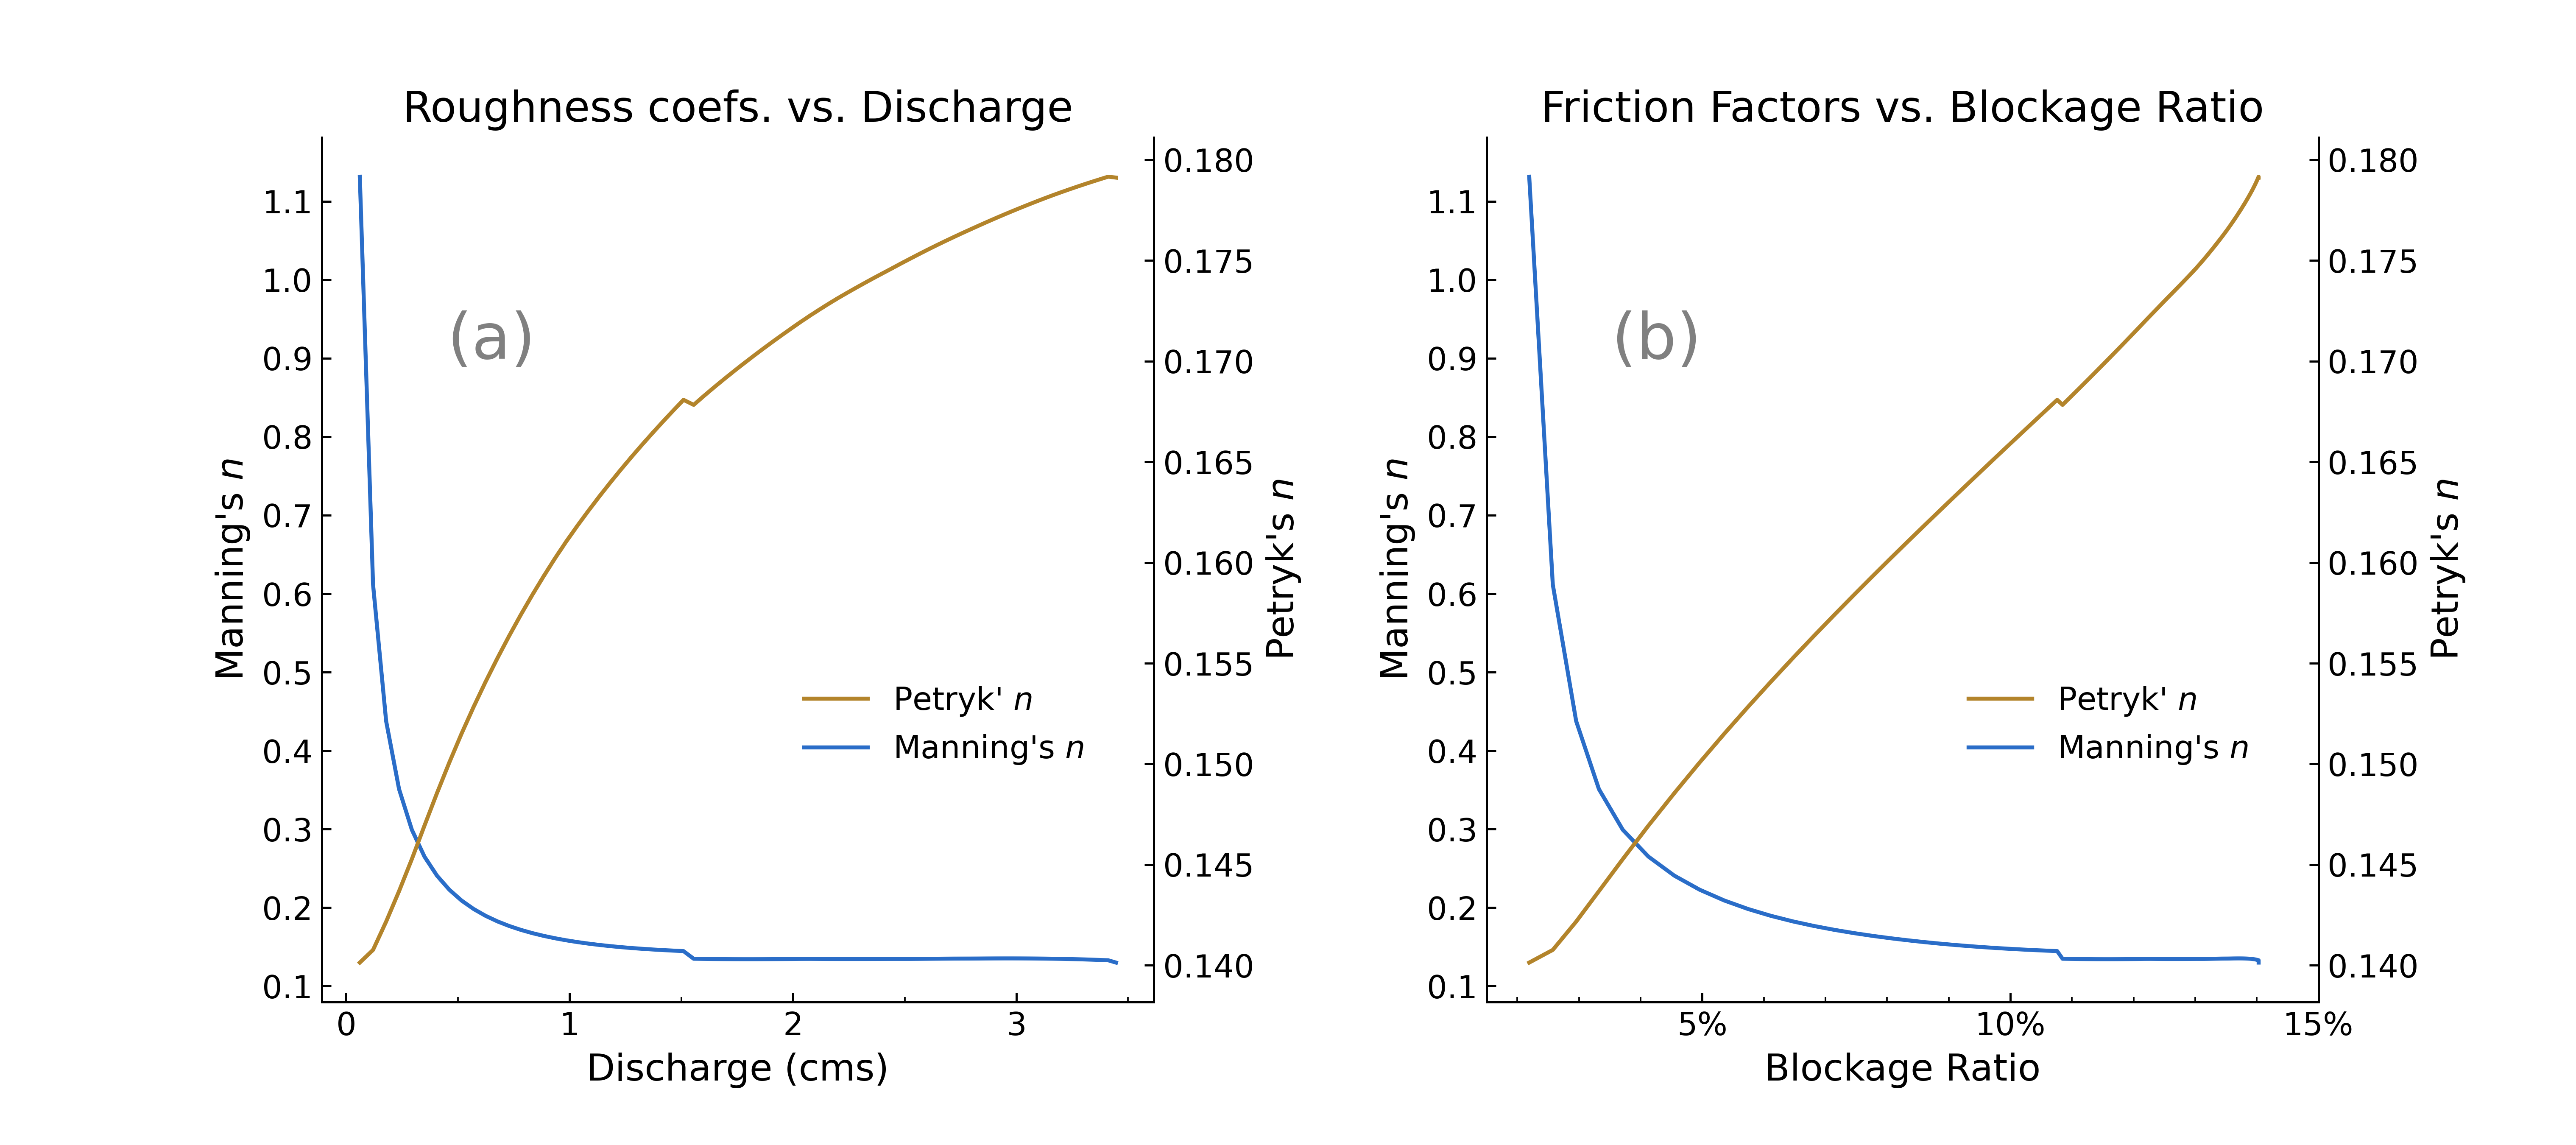 Roughness coefs. vs. Discharge
Manning's n
1.1
1.0
0.9
0.8
0.7
0.6
0.5
0.4
0.3
0.2
0.1
(a)
0.180
0.175
0.170
0.165
0.160
0.155
0.150
0.145
0.140
Petryk's n
Petryk' n
Manning's n
0 1 2 3
Discharge (cms)
Friction Factors vs. Blockage Ratio
Manning's n
1.1
1.0
0.9
0.8
0.7
0.6
0.5
0.4
0.3
0.2
0.1
(b)
0.180
0.175
0.170
0.165
0.160
0.155
0.150
0.145
0.140
Petryk's n
Petryk' n
Manning's n
5% 10% 15%
Blockage Ratio